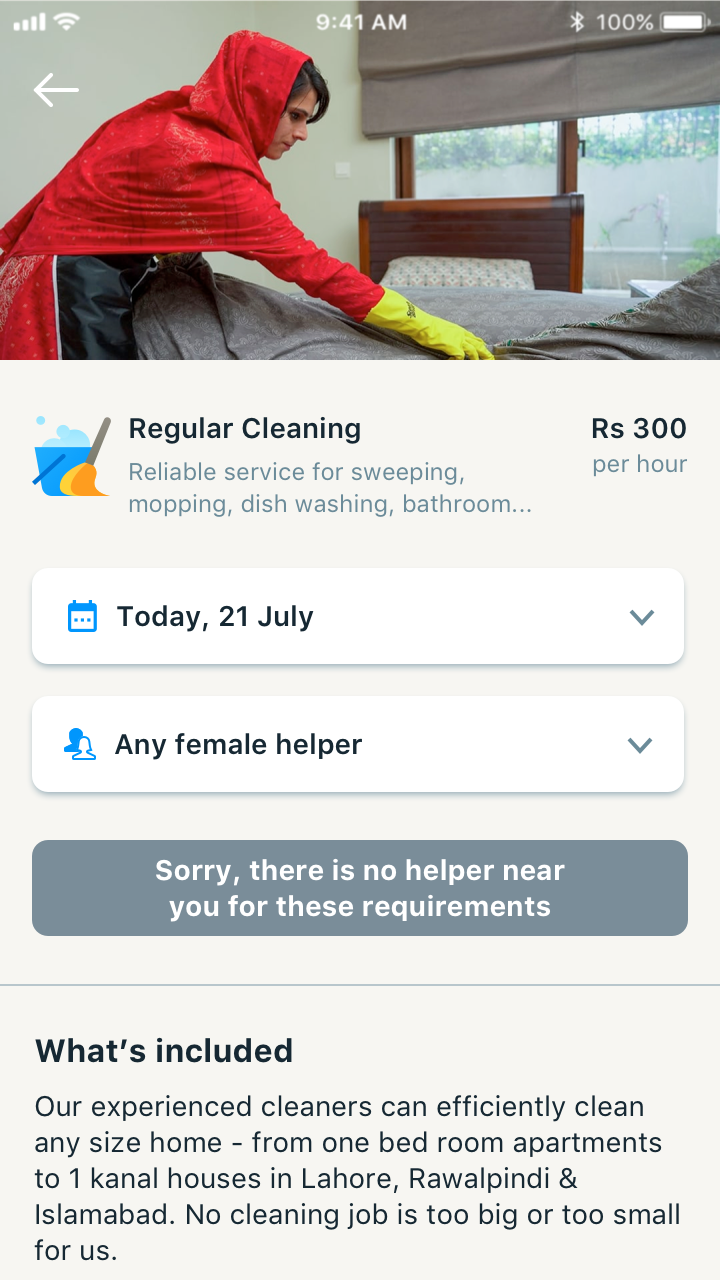 9:41 AM
100%
Regular Cleaning
Rs 300
Reliable service for sweeping,
per hour
mopping, dish washing, bathroom...
Today, 21 July
Any female helper
Sorry, there is no helper near
you for these requirements
What’s included
Our experienced cleaners can efficiently clean
any size home - from one bed room apartments
to 1 kanal houses in Lahore, Rawalpindi &
Islamabad. No cleaning job is too big or too small
for us.